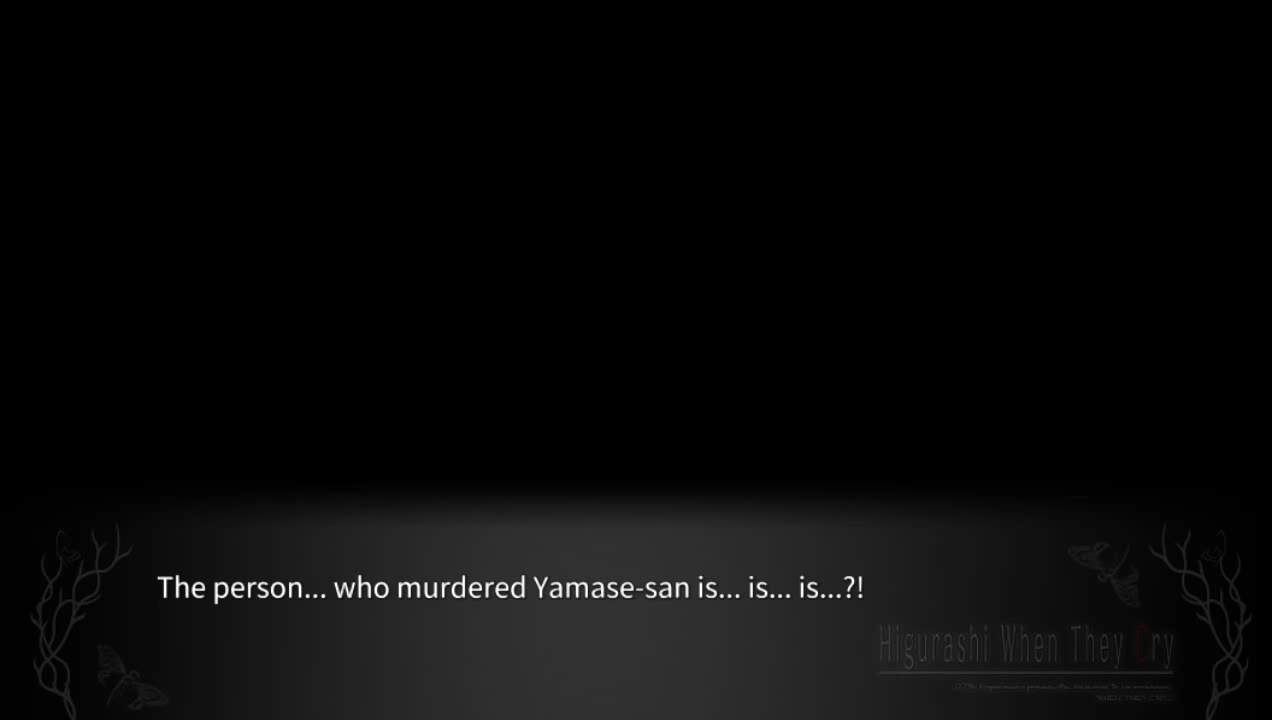 The person... who murdered Yamase-san is... is... is...?!
Higurashi When They Cry